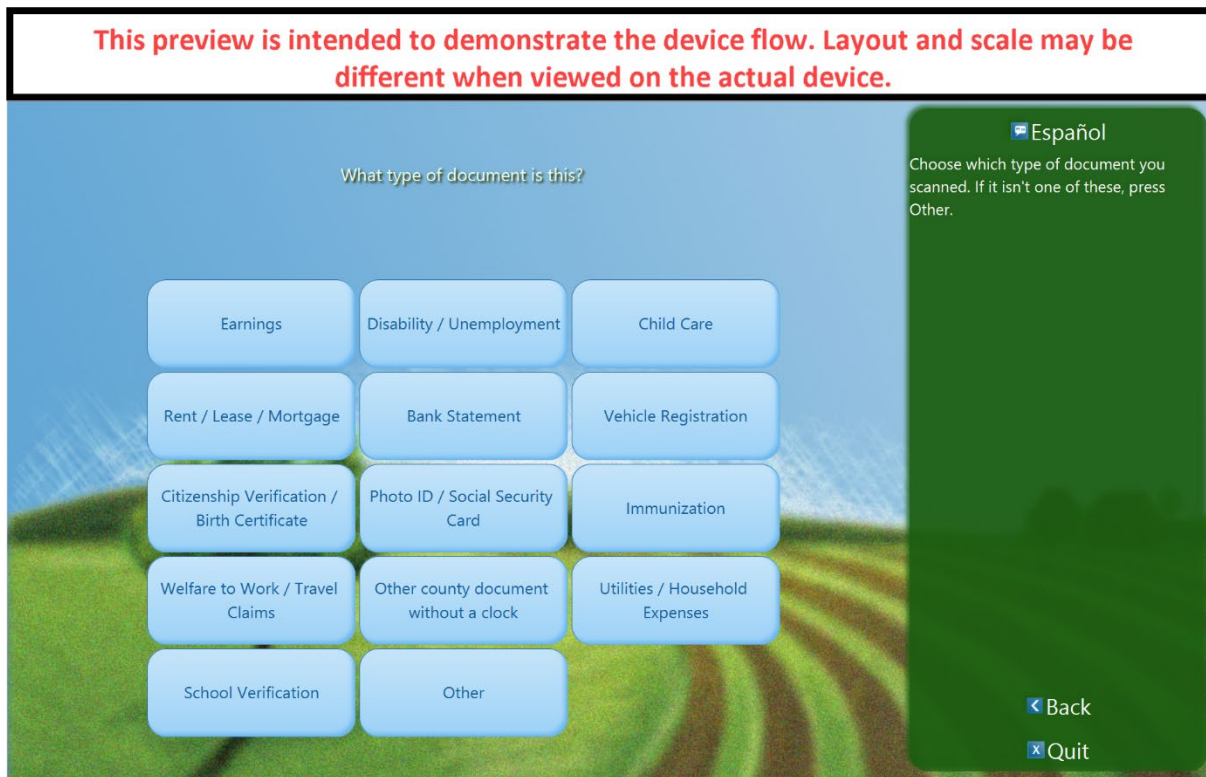 This preview is intended to demonstrate the device flow. Layout and scale may be
different when viewed on the actual device.
What type of document is this?
Español
Choose which type of document you
scanned. If it isn't one of these, press
Other.
Earnings
Disability / Unemployment
Child Care
Rent / Lease / Mortgage
Bank Statement
Vehicle Registration
Citizenship Verification /
Birth Certificate
Photo ID / Social Security
Card
Immunization
Welfare to Work / Travel
Claims
Other county document
without a clock
Utilities / Household
Expenses
School Verification
Other
Back
X Quit